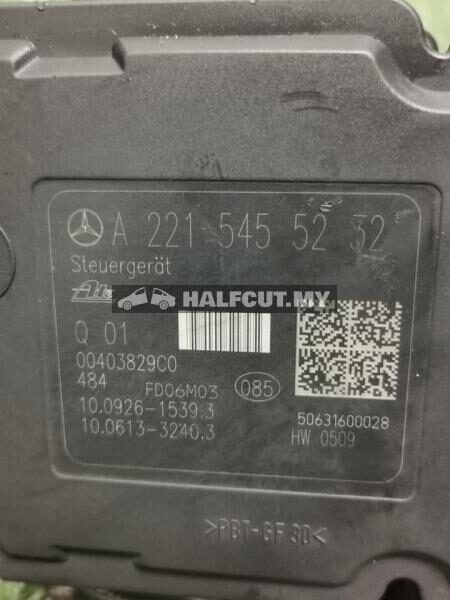 A 221 545 52 32
Steuergerät
Ate HALFCUT.MY
Q 01
00403829C0
484 FD06M03 085
10.0926-1539.3 50631600028
10.0613-3240.3 HW 0509
>PBT-GF30<